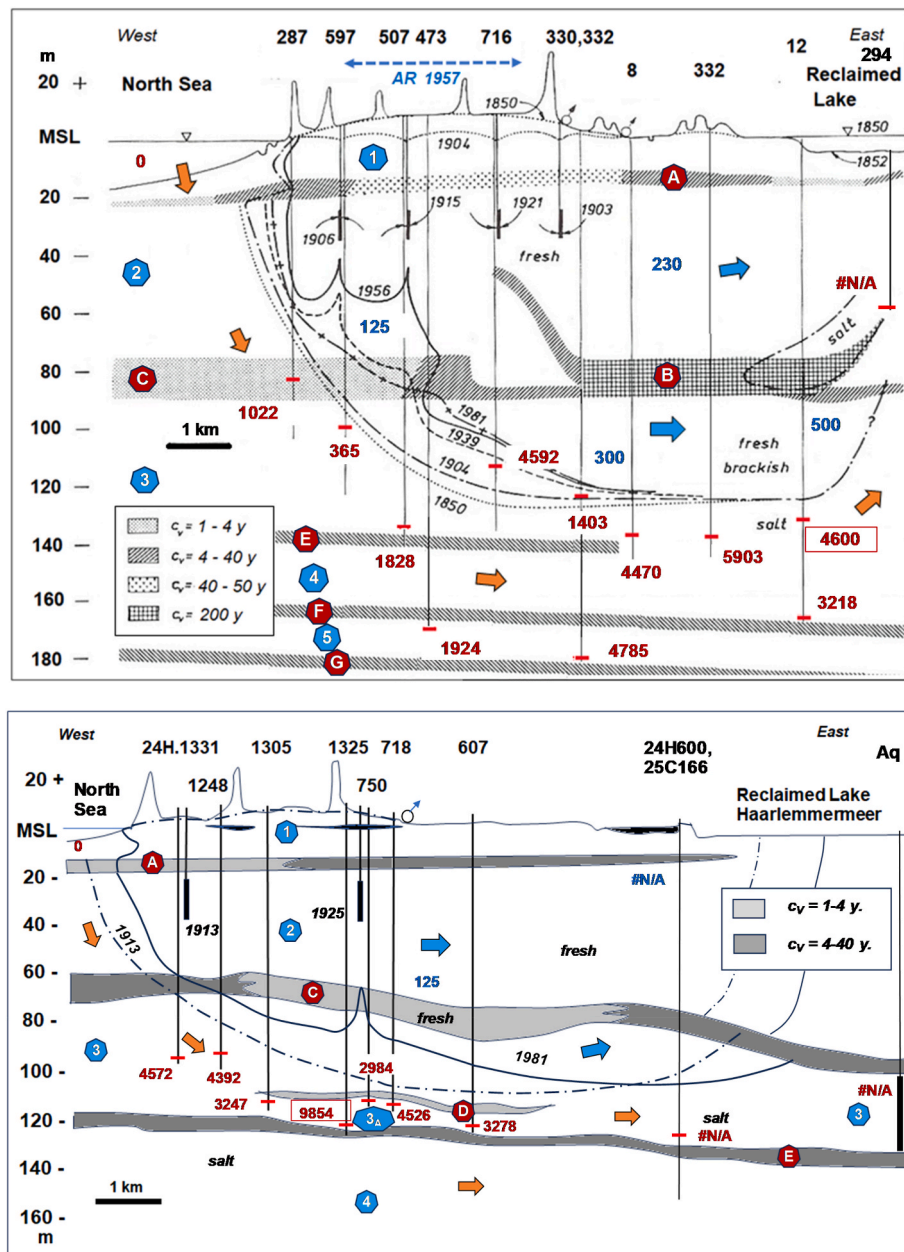 West
287 597 507 473 716 330,332 12 East
AR 1957
294
m
8 332
Reclaimed
Lake
20 +
North Sea
1850
1850
MSL
0
1
1904
1852
A
20
1915 1921 1903
1906
fresh
40
2
230
#N/A
60
1956
125
salt
80
C
B
1022
1 km
100
365
1981
1939
4592
300
500
fresh
brackish
3
1904
?
120
1850
1403
salt
cᵥ = 1 - 4 y
cᵥ = 4 - 40 y
cᵥ = 40 - 50 y
cᵥ = 200 y
E
1828
4470
5903
4600
140
4
160
F
3218
5
1924
4785
180
G
West
24H.1331 1305 1325 718 607 24H600,
25C166
East
Aq
20 +
1248
750
North
Sea
Reclaimed Lake
Haarlemmermeer
MSL
1
0
A
20 -
#N/A
cᵥ = 1-4 y.
cᵥ = 4-40 y.
1913
1925
2
40 -
1913
fresh
60 -
125
C
80 -
fresh
3
1981
100 -
4572
4392
2984
#N/A
3247
9854
3A
4526
D
3278
salt
#N/A
3
120 -
E
140 -
salt
1 km
4
160 -
m